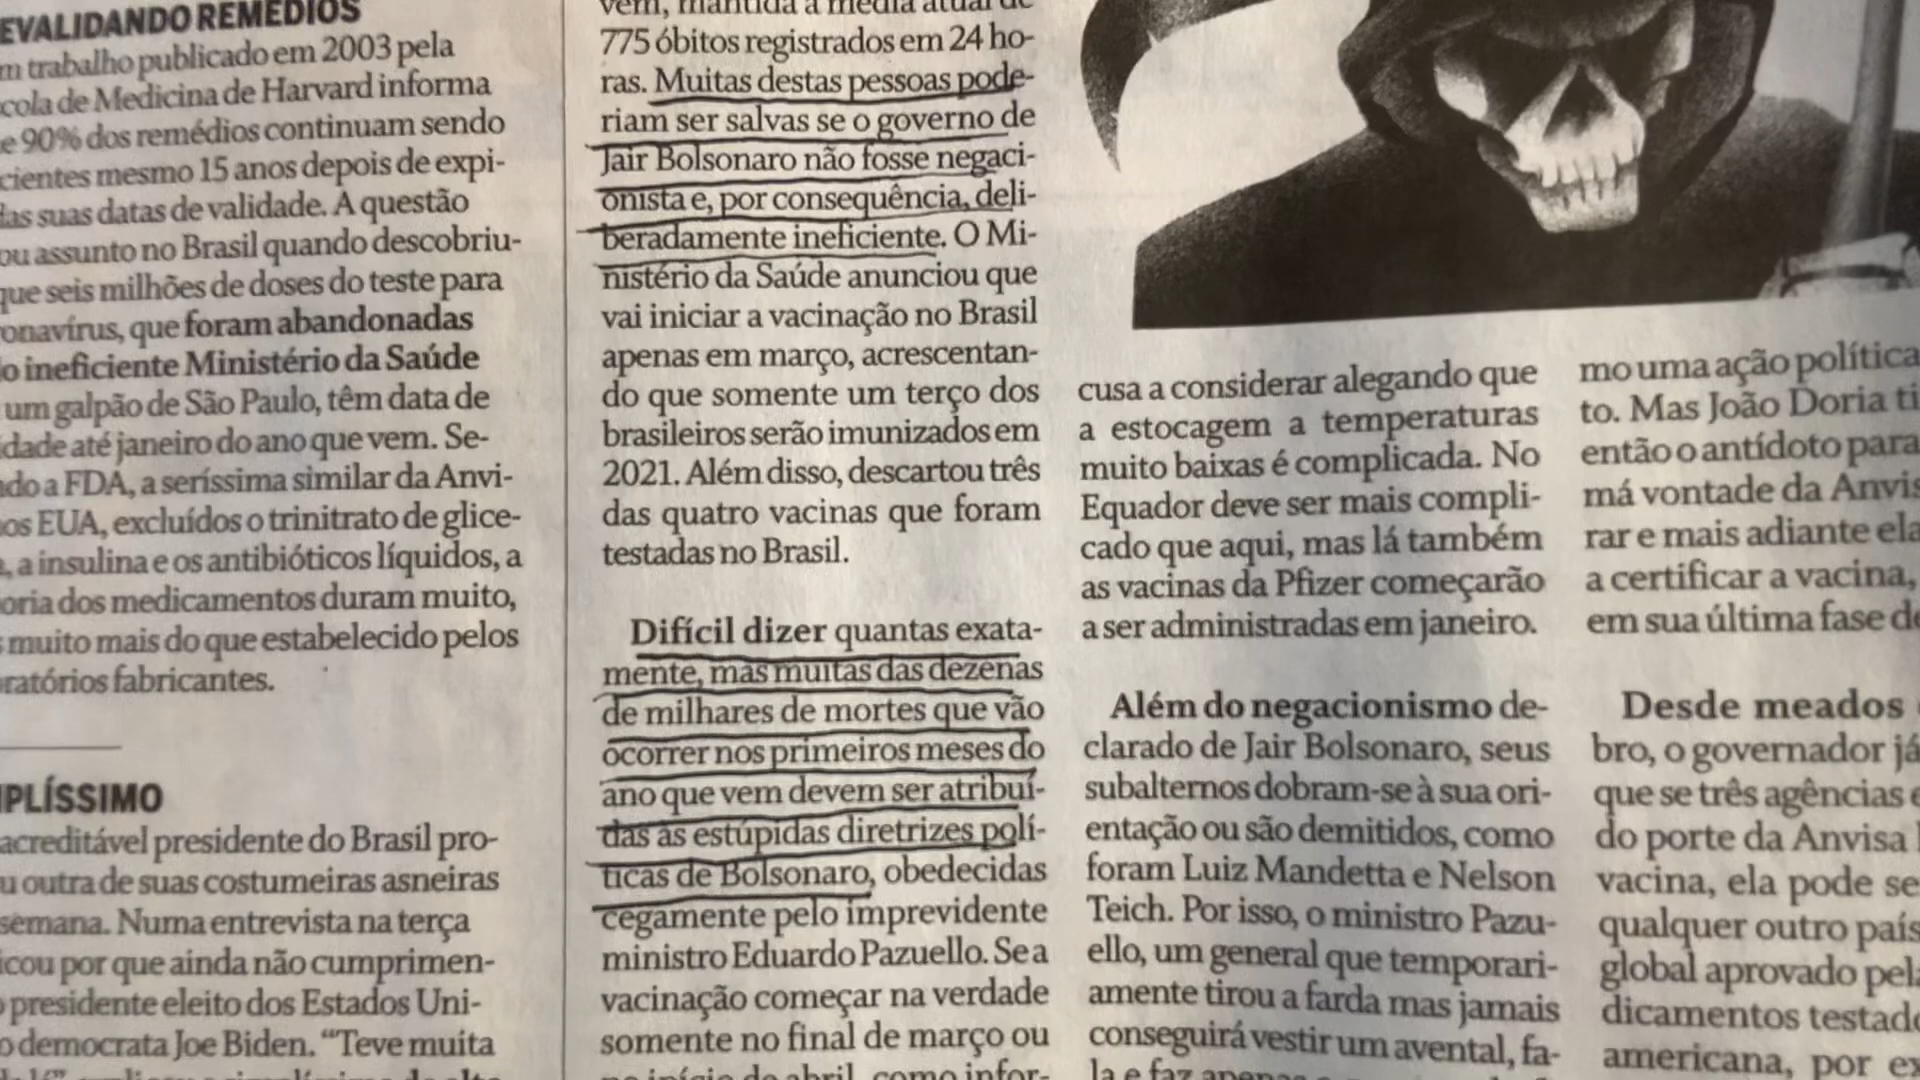 EVALIDANDO REMÉDIOS
m trabalho publicado em 2003 pela
cola de Medicina de Harvard informa
e 90% dos remédios continuam sendo
cientes mesmo 15 anos depois de expi-
das suas datas de validade. A questão
ou assunto no Brasil quando descobriu-
que seis milhões de doses do teste para
onavírus, que foram abandonadas
o ineficiente Ministério da Saúde
um galpão de São Paulo, têm data de
idade até janeiro do ano que vem. Se-
ndo a FDA, a seríssima similar da Anvi-
nos EUA, excluídos o trinitrato de glice-
a, a insulina e os antibióticos líquidos, a
oria dos medicamentos duram muito,
s muito mais do que estabelecido pelos
oratórios fabricantes.
IPLÍSSIMO
acreditável presidente do Brasil pro-
u outra de suas costumeiras asneiras
semana. Numa entrevista na terça
icou por que ainda não cumprimen-
o presidente eleito dos Estados Uni-
o democrata Joe Biden. “Teve muita
vem, mantida a média atual de
775 óbitos registrados em 24 ho-
ras. Muitas destas pessoas pode-
riam ser salvas se o governo de
Jair Bolsonaro não fosse negaci-
onista e, por consequência, deli-
beradamente ineficiente. O Mi-
nistério da Saúde anunciou que
vai iniciar a vacinação no Brasil
apenas em março, acrescentan-
do que somente um terço dos
brasileiros serão imunizados em
2021. Além disso, descartou três
das quatro vacinas que foram
testadas no Brasil.
Difícil dizer quantas exata-
mente, mas muitas das dezenas
de milhares de mortes que vão
ocorrer nos primeiros meses do
ano que vem devem ser atribuí-
das às estúpidas diretrizes polí-
ticas de Bolsonaro, obedecidas
cegamente pelo imprevidente
ministro Eduardo Pazuello. Se a
vacinação começar na verdade
somente no final de março ou
no início de abril, como infor-
cusa a considerar alegando que
a estocagem a temperaturas
muito baixas é complicada. No
Equador deve ser mais compli-
cado que aqui, mas lá também
as vacinas da Pfizer começarão
a ser administradas em janeiro.
Além do negacionismo de-
clarado de Jair Bolsonaro, seus
subalternos dobram-se à sua ori-
entação ou são demitidos, como
foram Luiz Mandetta e Nelson
Teich. Por isso, o ministro Pazu-
ello, um general que temporari-
amente tirou a farda mas jamais
conseguirá vestir um avental, fa-
la e faz apenas
mo uma ação política
to. Mas João Doria ti
então o antídoto para
má vontade da Anvis
rar e mais adiante ela
a certificar a vacina,
em sua última fase de
Desde meados
bro, o governador já
que se três agências
do porte da Anvisa
vacina, ela pode se
qualquer outro país
global aprovado pela
dicamentos testado
americana, por ex